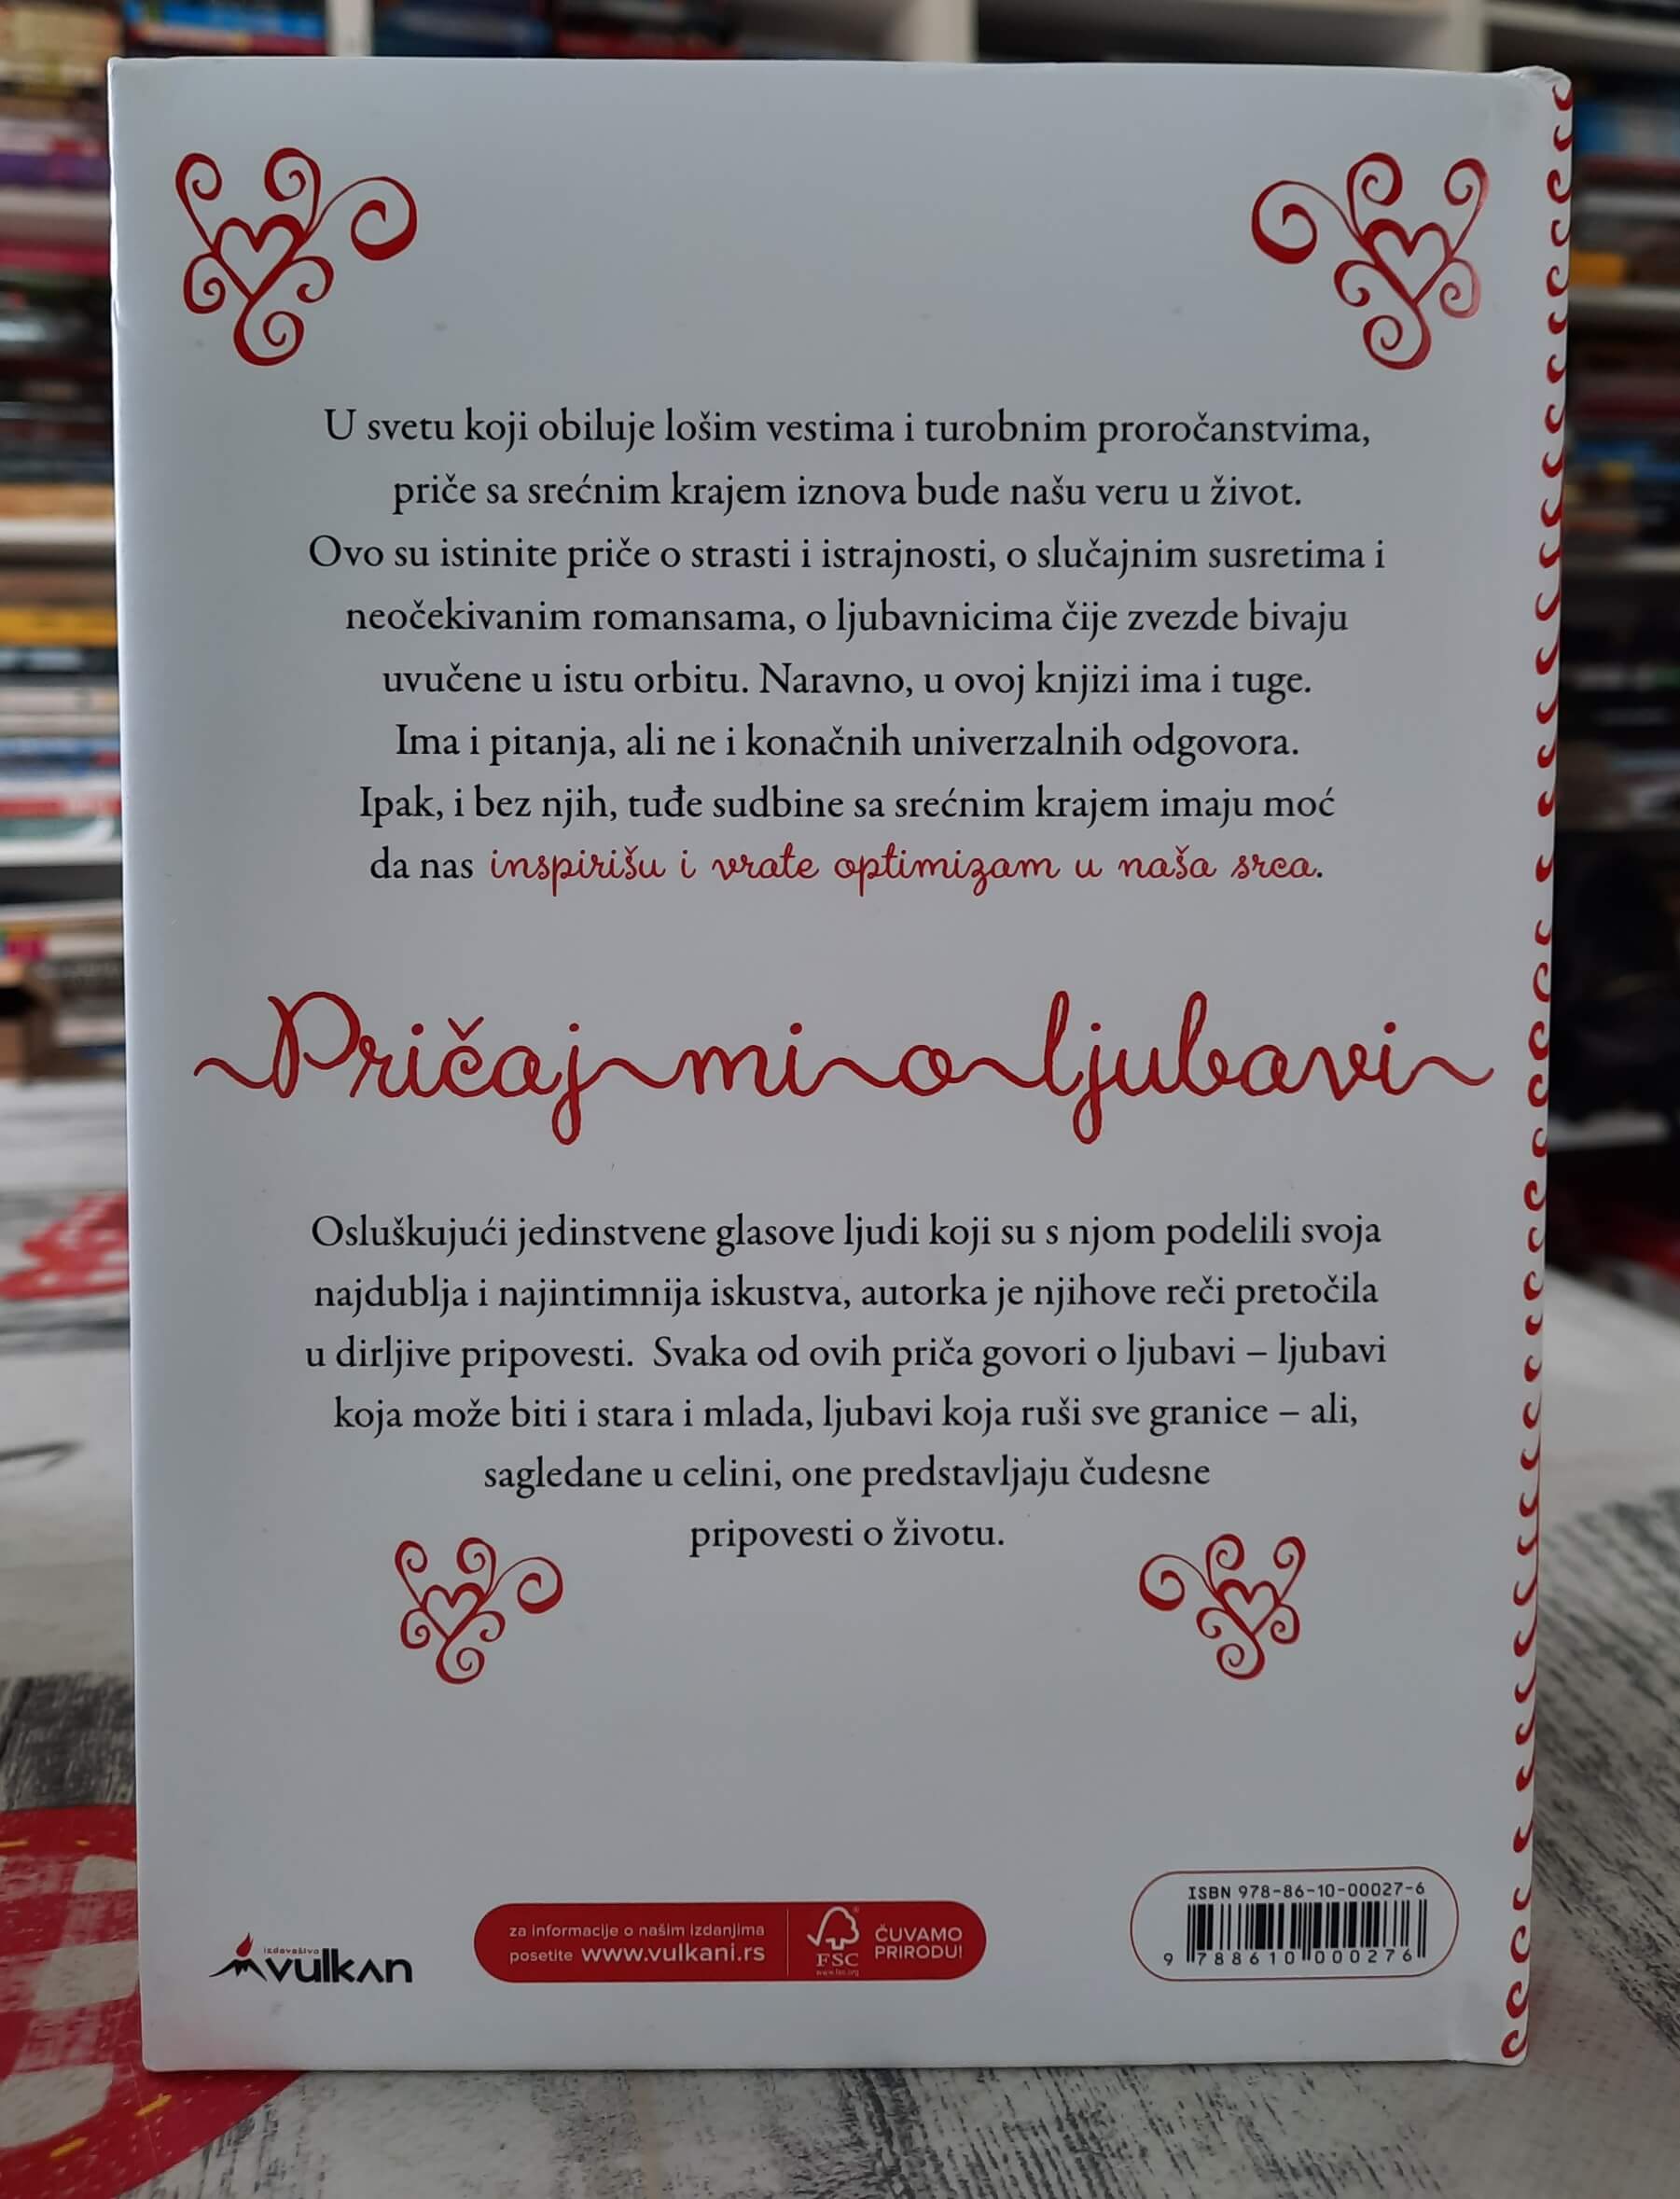 U svetu koji obiluje lošim vestima i turobnim proročanstvima,
priče sa srećnim krajem iznova bude našu veru u život.
Ovo su istinite priče o strasti i istrajnosti, o slučajnim susretima i
neočekivanim romansama, o ljubavnicima čije zvezde bivaju
uvučene u istu orbitu. Naravno, u ovoj knjizi ima i tuge.
Ima i pitanja, ali ne i konačnih univerzalnih odgovora.
Ipak, i bez njih, tuđe sudbine sa srećnim krajem imaju moć
da nas inspirišu i vrate optimizam u naša srca.
Pričaj mi o ljubavi
Osluškujući jedinstvene glasove ljudi koji su s njom podelili svoja
najdublja i najintimnija iskustva, autorka je njihove reči pretočila
u dirljive pripovesti. Svaka od ovih priča govori o ljubavi – ljubavi
koja može biti i stara i mlada, ljubavi koja ruši sve granice – ali,
sagledane u celini, one predstavljaju čudesne
pripovesti o životu.
izdavaštvo
vulkan
za informacije o našim izdanjima
posetite www.vulkani.rs
FSC
www.fsc.org
ČUVAMO
PRIRODU!
ISBN 978-86-10-00027-6
9 788610 000276